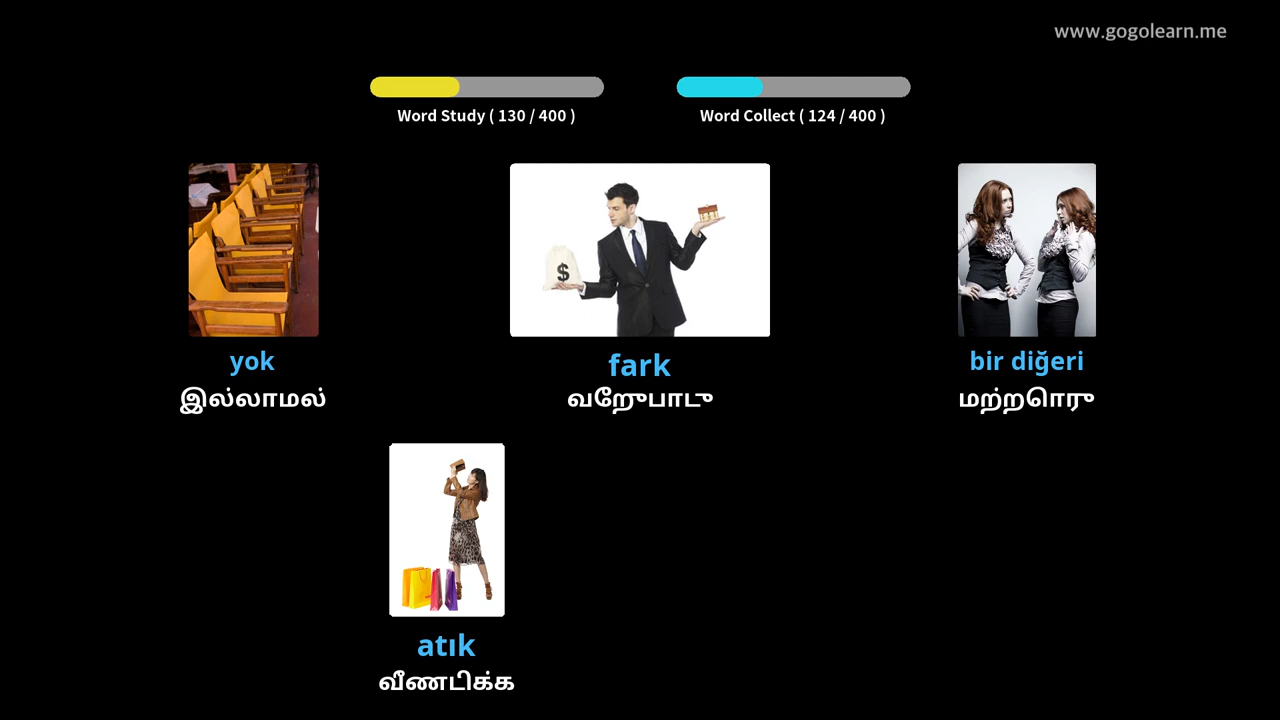 www.gogolearn.me
Word Study ( 130 / 400 )
Word Collect ( 124 / 400 )
yok
இல்லாமல்
fark
வேறுபாடு
bir diğeri
மற்றொரு
atık
வீணடிக்க